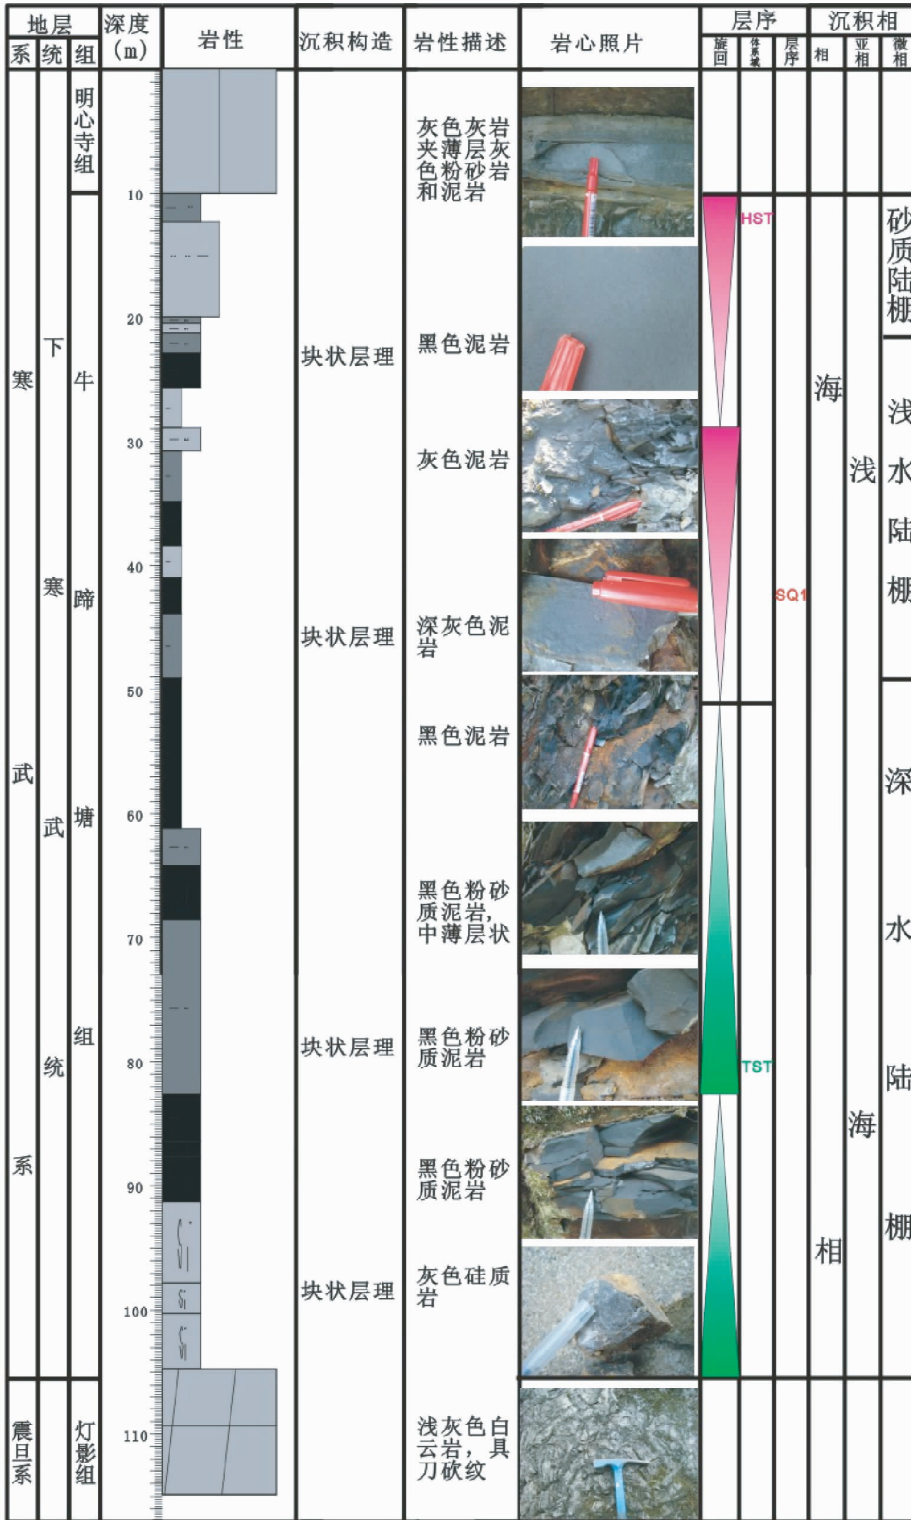 地层
深度
(m)
岩性
沉积构造
岩性描述
岩心照片
层序
沉积相
系
统
组
旋回
体系域
层序
相
亚相
微相
寒武系
下寒武统
明心寺组
牛蹄塘组
震旦系
灯影组
10
20
30
40
50
60
70
80
90
100
110
块状层理
块状层理
块状层理
块状层理
灰色灰岩
夹薄层灰
色粉砂岩
和泥岩
黑色泥岩
灰色泥岩
深灰色泥
岩
黑色泥岩
黑色粉砂
质泥岩,
中薄层状
黑色粉砂
质泥岩
黑色粉砂
质泥岩
灰色硅质
岩
浅灰色白
云岩，具
刀砍纹
HST
TST
SQ1
海相
浅海
砂质陆棚
浅水陆棚
深水陆棚